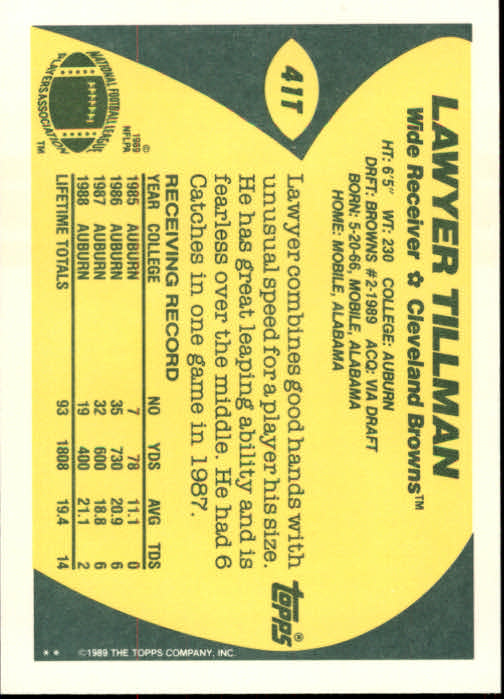 41T
LAWYER TILLMAN
Wide Receiver ✩ Cleveland Browns™
HT: 6'5" WT: 230 COLLEGE: AUBURN
DRFT: BROWNS #2-1989 ACQ: VIA DRAFT
BORN: 5-20-66, MOBILE, ALABAMA
HOME: MOBILE, ALABAMA
Lawyer combines good hands with
unusual speed for a player his size.
He has great leaping ability and is
fearless over the middle. He had 6
Catches in one game in 1987.
topps®
NATIONAL FOOTBALL LEAGUE
PLAYERS ASSOCIATION
™
©
1989
NFLPA
RECEIVING RECORD
YEAR COLLEGE NO YDS AVG TDS
1985 AUBURN 7 78 11.1 0
1986 AUBURN 35 730 20.9 6
1987 AUBURN 32 600 18.8 6
1988 AUBURN 19 400 21.1 2
LIFETIME TOTALS 93 1808 19.4 14
** ©1989 THE TOPPS COMPANY, INC.